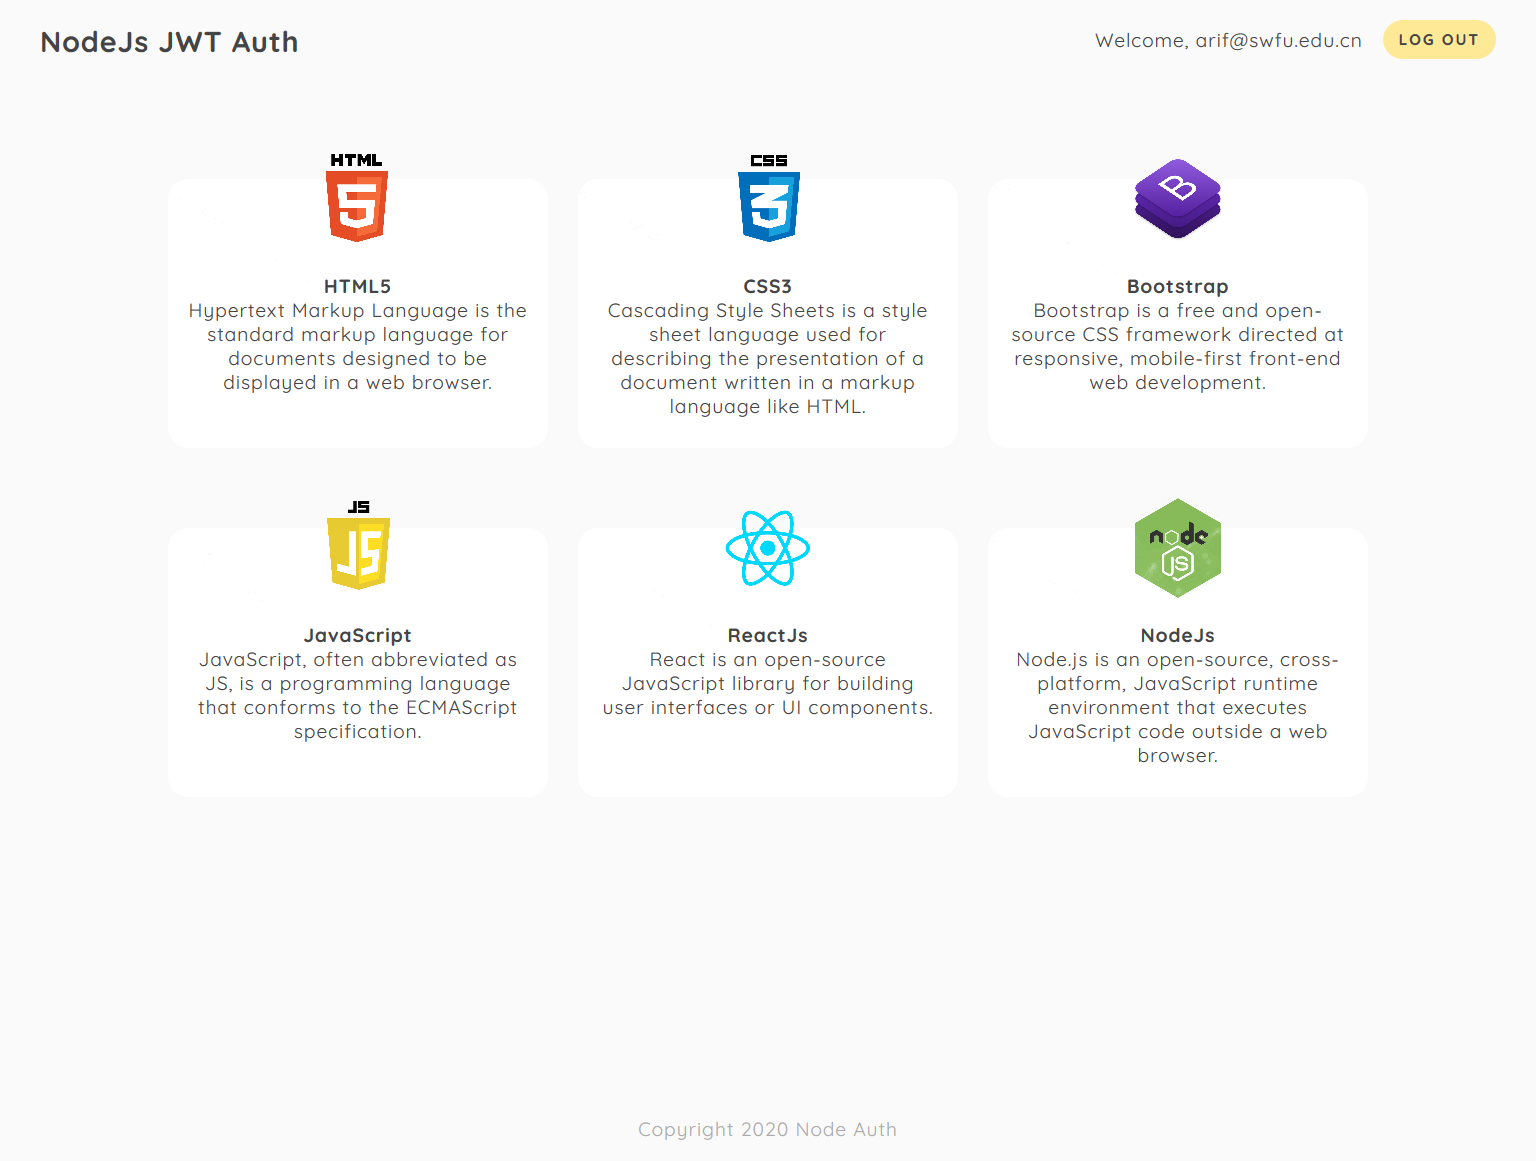 NodeJs JWT Auth
Welcome, arif@swfu.edu.cn
LOG OUT
HTML
5
HTML5
Hypertext Markup Language is the
standard markup language for
documents designed to be
displayed in a web browser.
CSS
3
CSS3
Cascading Style Sheets is a style
sheet language used for
describing the presentation of a
document written in a markup
language like HTML.
B
Bootstrap
Bootstrap is a free and open-
source CSS framework directed at
responsive, mobile-first front-end
web development.
JS
JS
JavaScript
JavaScript, often abbreviated as
JS, is a programming language
that conforms to the ECMAScript
specification.
ReactJs
React is an open-source
JavaScript library for building
user interfaces or UI components.
node
JS
NodeJs
Node.js is an open-source, cross-
platform, JavaScript runtime
environment that executes
JavaScript code outside a web
browser.
Copyright 2020 Node Auth